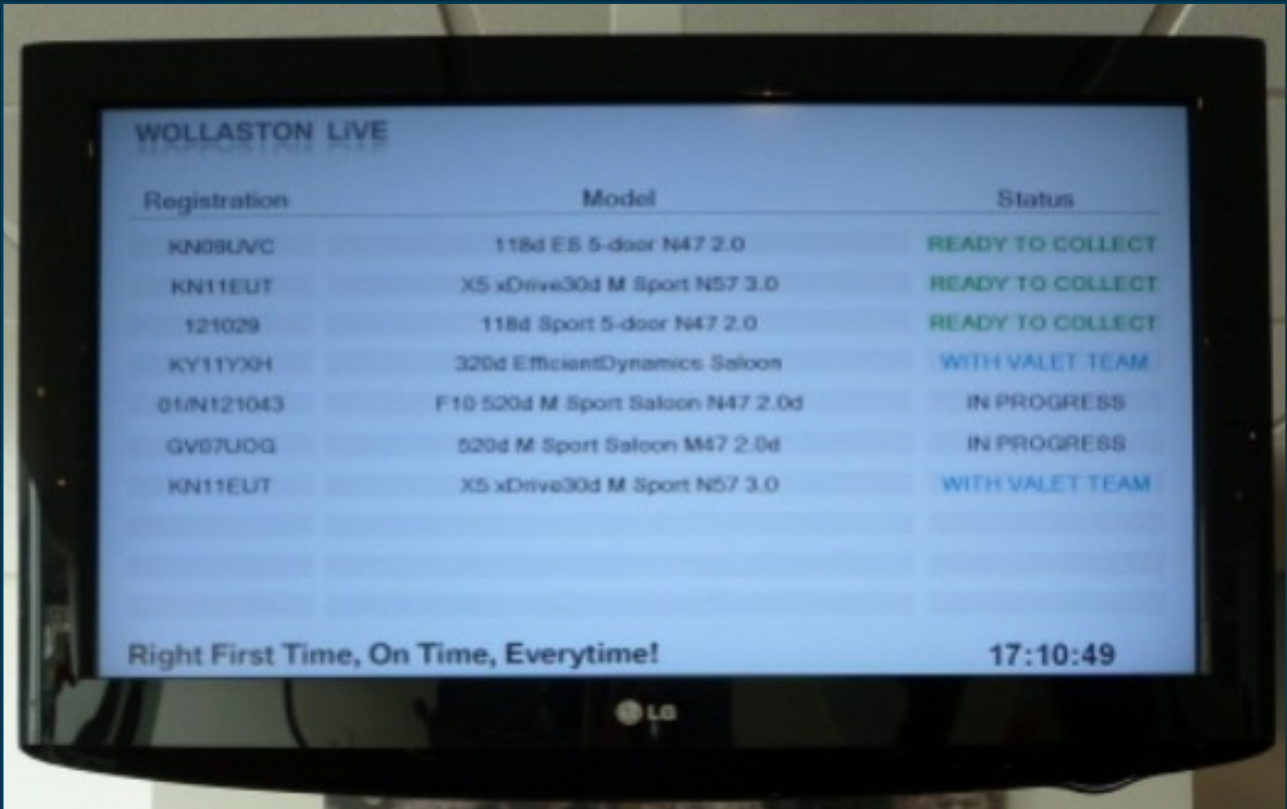 WOLLASTON LiVE
Registration Model Status
KN09UVC 118d ES 5-door N47 2.0 READY TO COLLECT
KN11EUT X5 xDrive30d M Sport N57 3.0 READY TO COLLECT
121029 118d Sport 5-door N47 2.0 READY TO COLLECT
KY11YXH 320d EfficientDynamics Saloon WITH VALET TEAM
01/N121043 F10 520d M Sport Saloon N47 2.0d IN PROGRESS
GV07UOG 520d M Sport Saloon M47 2.0d IN PROGRESS
KN11EUT X5 xDrive30d M Sport N57 3.0 WITH VALET TEAM
Right First Time, On Time, Everytime! 17:10:49
LG